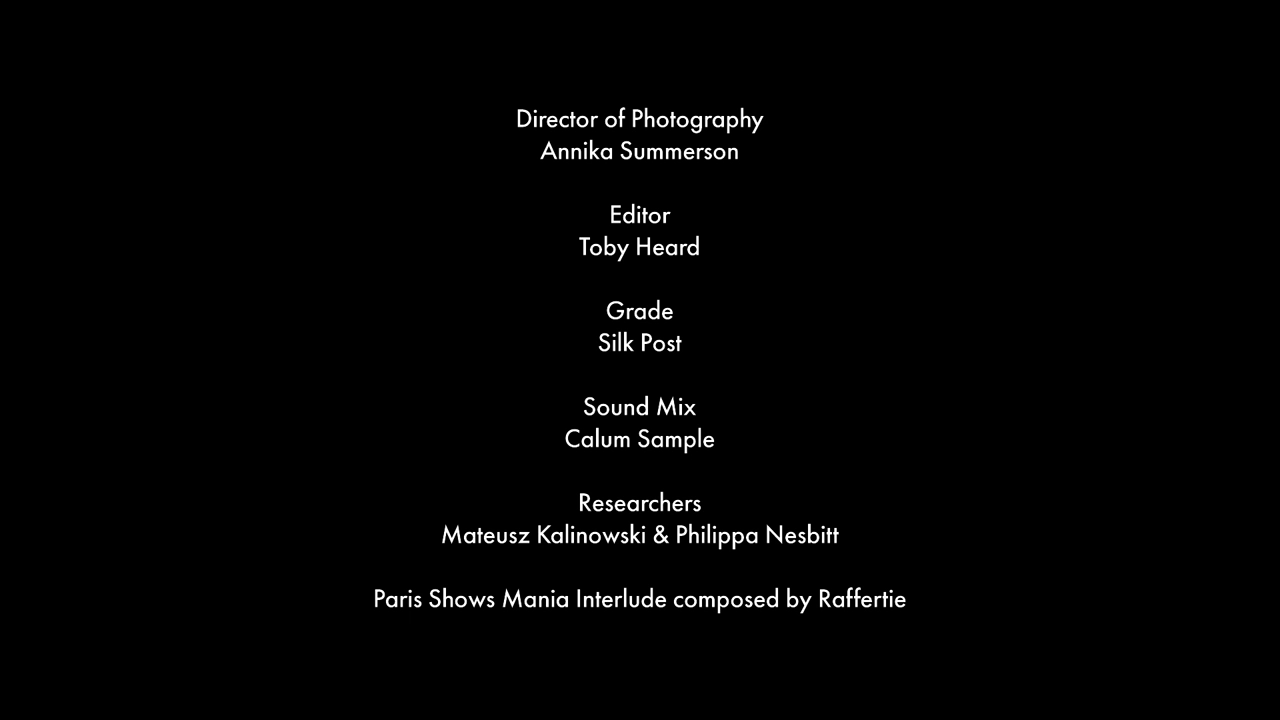 Director of Photography
Annika Summerson
Editor
Toby Heard
Grade
Silk Post
Sound Mix
Calum Sample
Researchers
Mateusz Kalinowski & Philippa Nesbitt
Paris Shows Mania Interlude composed by Raffertie